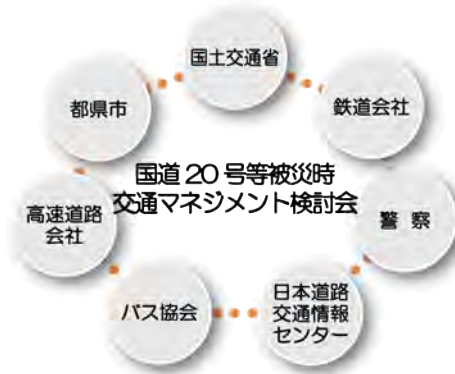 国土交通省
都県市
鉄道会社
国道20号等被災時
交通マネジメント検討会
高速道路
会社
警 察
バス協会
日本道路
交通情報
センター